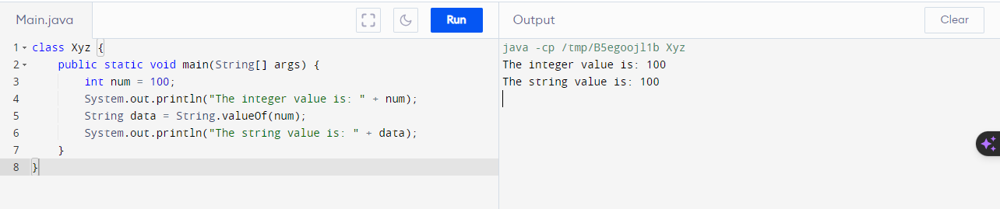 Main.java
Run
Output
Clear
1 class Xyz {
2     public static void main(String[] args) {
3         int num = 100;
4         System.out.println("The integer value is: " + num);
5         String data = String.valueOf(num);
6         System.out.println("The string value is: " + data);
7     }
8 }
java -cp /tmp/B5egoojl1b Xyz
The integer value is: 100
The string value is: 100